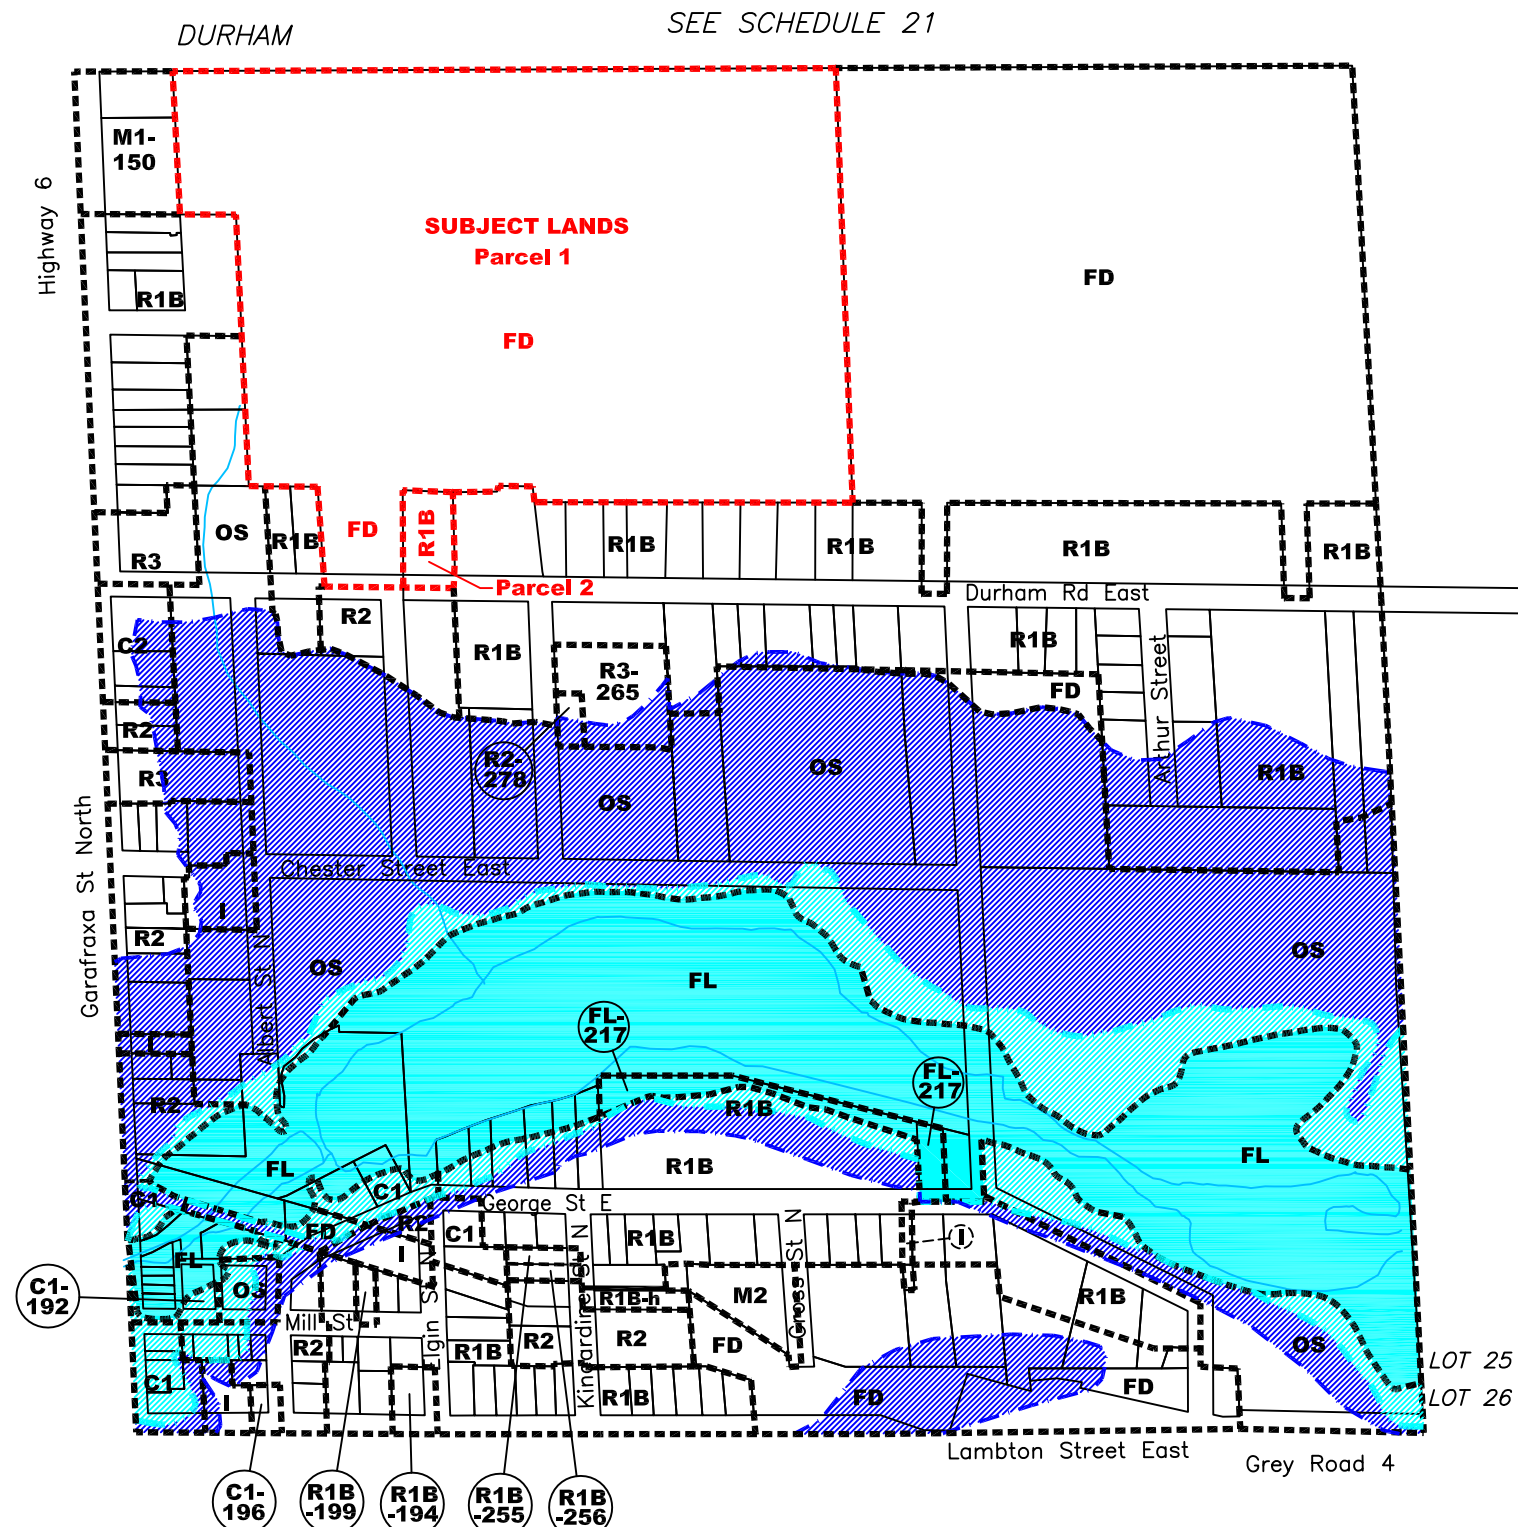 DURHAM
SEE SCHEDULE 21
M1-
150
Highway 6
SUBJECT LANDS
Parcel 1
FD
FD
R1B
R3
OS
R1B
FD
R1B
R1B
R1B
R1B
R1B
Parcel 2
Durham Rd East
C2
R2
R1B
R3-
265
R1B
FD
Arthur Street
R2
R3
R2-
278
OS
OS
R1B
Garafraxa St North
Chester Street East
I
R2
Albert St N
OS
FL
OS
FL-
217
C
FL-
217
R2
R1B
FL
R1B
FL
C1
C1
George St E
FD
R2
I
C1
Elgin St N
Kincardine St N
R1B
Cross St N
I
FL
C1-
192
OS
R1B-h
M2
R1B
Mill St
R2
R1B
R2
R2
FD
OS
C1
I
R1B
FD
FD
LOT 25
LOT 26
Lambton Street East
Grey Road 4
C1-
196
R1B
-199
R1B
-194
R1B
-255
R1B
-256